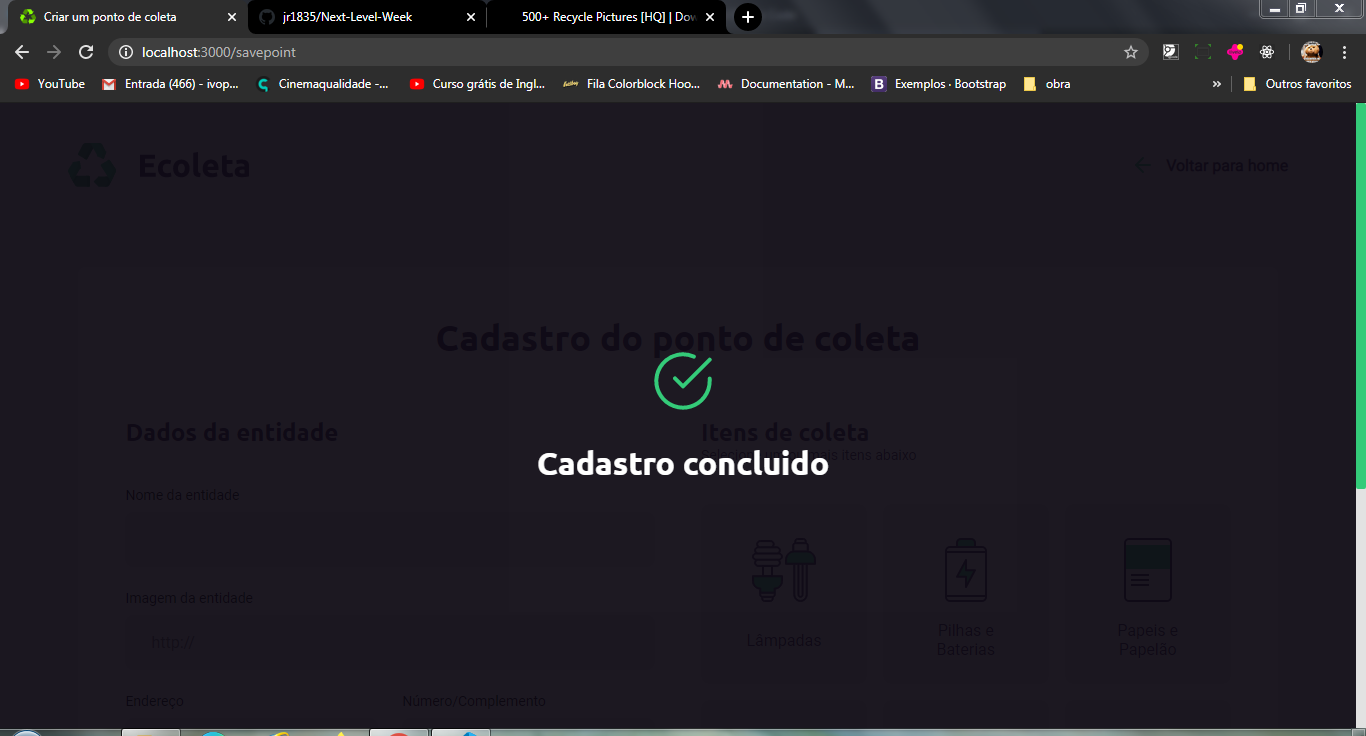 Criar um ponto de coleta
jr1835/Next-Level-Week
500+ Recycle Pictures [HQ] | Dow
localhost:3000/savepoint
YouTube
Entrada (466) - ivop...
Cinemaqualidade -...
Curso grátis de Ingl...
Fila Colorblock Hoo...
Documentation - M...
Exemplos · Bootstrap
obra
»
Outros favoritos
Ecoleta
Voltar para home
Cadastro do ponto de coleta
Dados da entidade
Itens de coleta
itens abaixo
Cadastro concluido
Nome da entidade
Imagem da entidade
http://
Lâmpadas
Pilhas e
Baterias
Papeis e
Papelão
Endereço
Número/Complemento